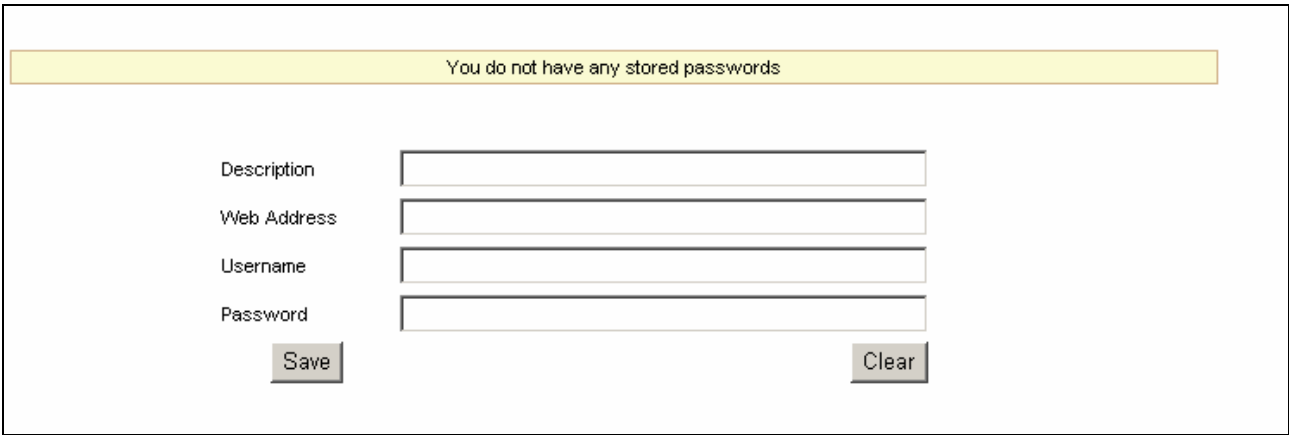 You do not have any stored passwords
Description
Web Address
Username
Password
Save Clear